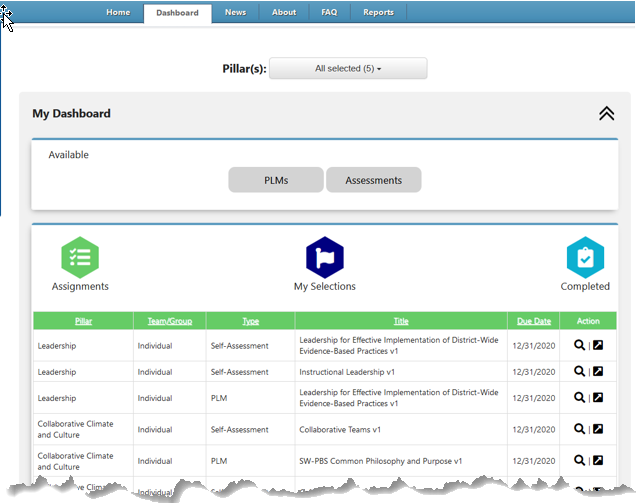 Home Dashboard News About FAQ Reports
Pillar(s): All selected (5)
My Dashboard
Available
PLMs Assessments
Assignments My Selections Completed
Pillar Team/Group Type Title Due Date Action
Leadership Individual Self-Assessment Leadership for Effective Implementation of District-Wide 12/31/2020 |
Evidence-Based Practices v1
Leadership Individual Self-Assessment Instructional Leadership v1 12/31/2020 |
Leadership Individual PLM Leadership for Effective Implementation of District-Wide 12/31/2020 |
Evidence-Based Practices v1
Collaborative Climate Individual Self-Assessment Collaborative Teams v1 12/31/2020 |
and Culture
Collaborative Climate Individual PLM SW-PBS Common Philosophy and Purpose v1 12/31/2020 |
and Culture